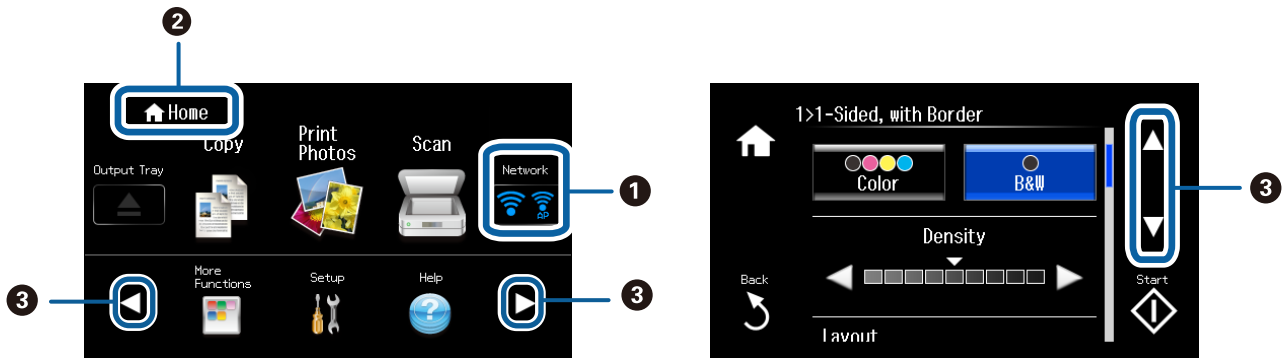 2
Home
Copy
Print
Photos
Scan
Output Tray
Network
AP
1
More
Functions
Setup
Help
3
3
1>1-Sided, with Border
Color
B&W
Density
Back
Start
Layout
3